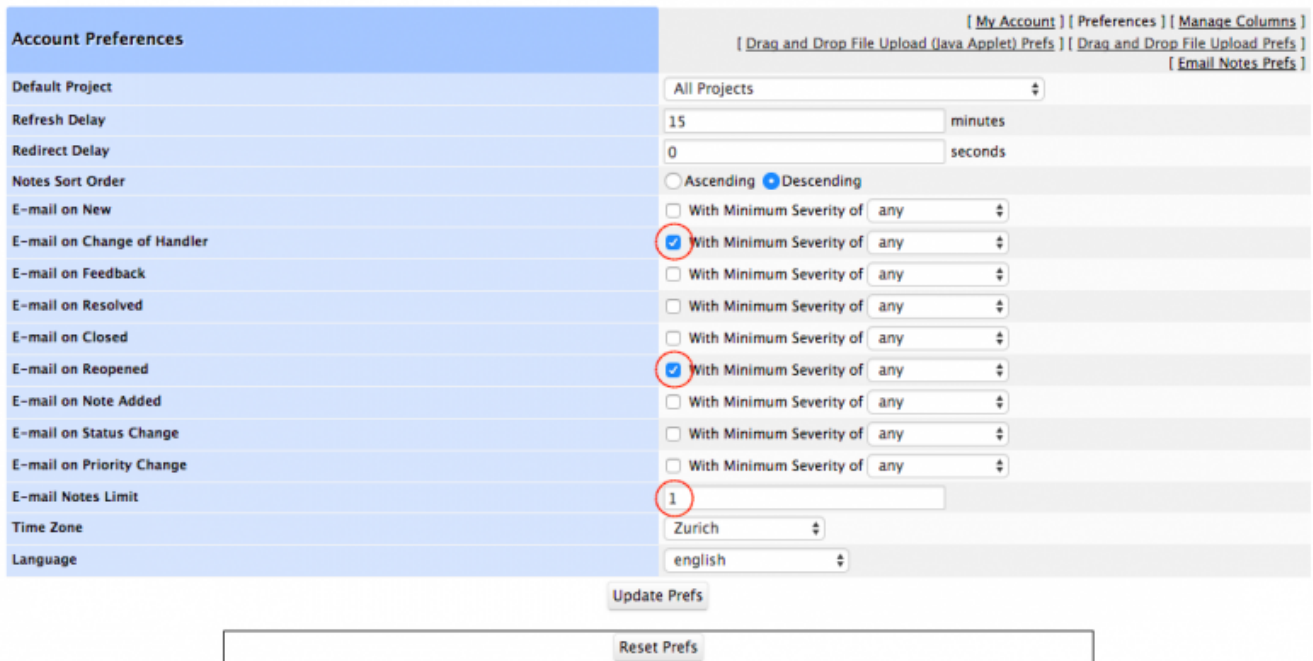 Account Preferences
[ My Account ] [ Preferences ] [ Manage Columns ]
[ Drag and Drop File Upload (Java Applet) Prefs ] [ Drag and Drop File Upload Prefs ]
[ Email Notes Prefs ]
Default Project All Projects
Refresh Delay 15 minutes
Redirect Delay 0 seconds
Notes Sort Order Ascending Descending
E-mail on New With Minimum Severity of any
E-mail on Change of Handler With Minimum Severity of any
E-mail on Feedback With Minimum Severity of any
E-mail on Resolved With Minimum Severity of any
E-mail on Closed With Minimum Severity of any
E-mail on Reopened With Minimum Severity of any
E-mail on Note Added With Minimum Severity of any
E-mail on Status Change With Minimum Severity of any
E-mail on Priority Change With Minimum Severity of any
E-mail Notes Limit 1
Time Zone Zurich
Language english
Update Prefs
Reset Prefs